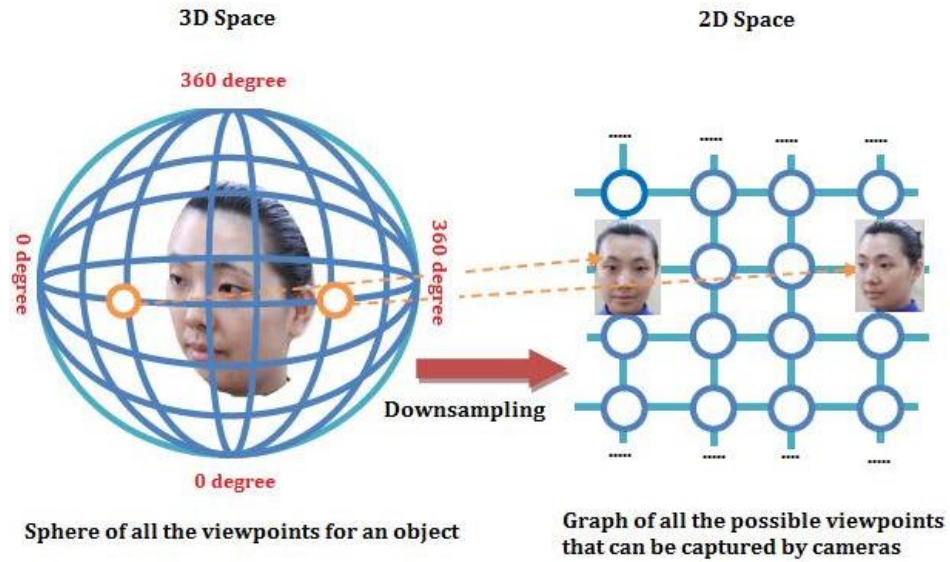 3D Space
2D Space
360 degree
0 degree
360 degree
0 degree
Downsampling
Sphere of all the viewpoints for an object
Graph of all the possible viewpoints
that can be captured by cameras